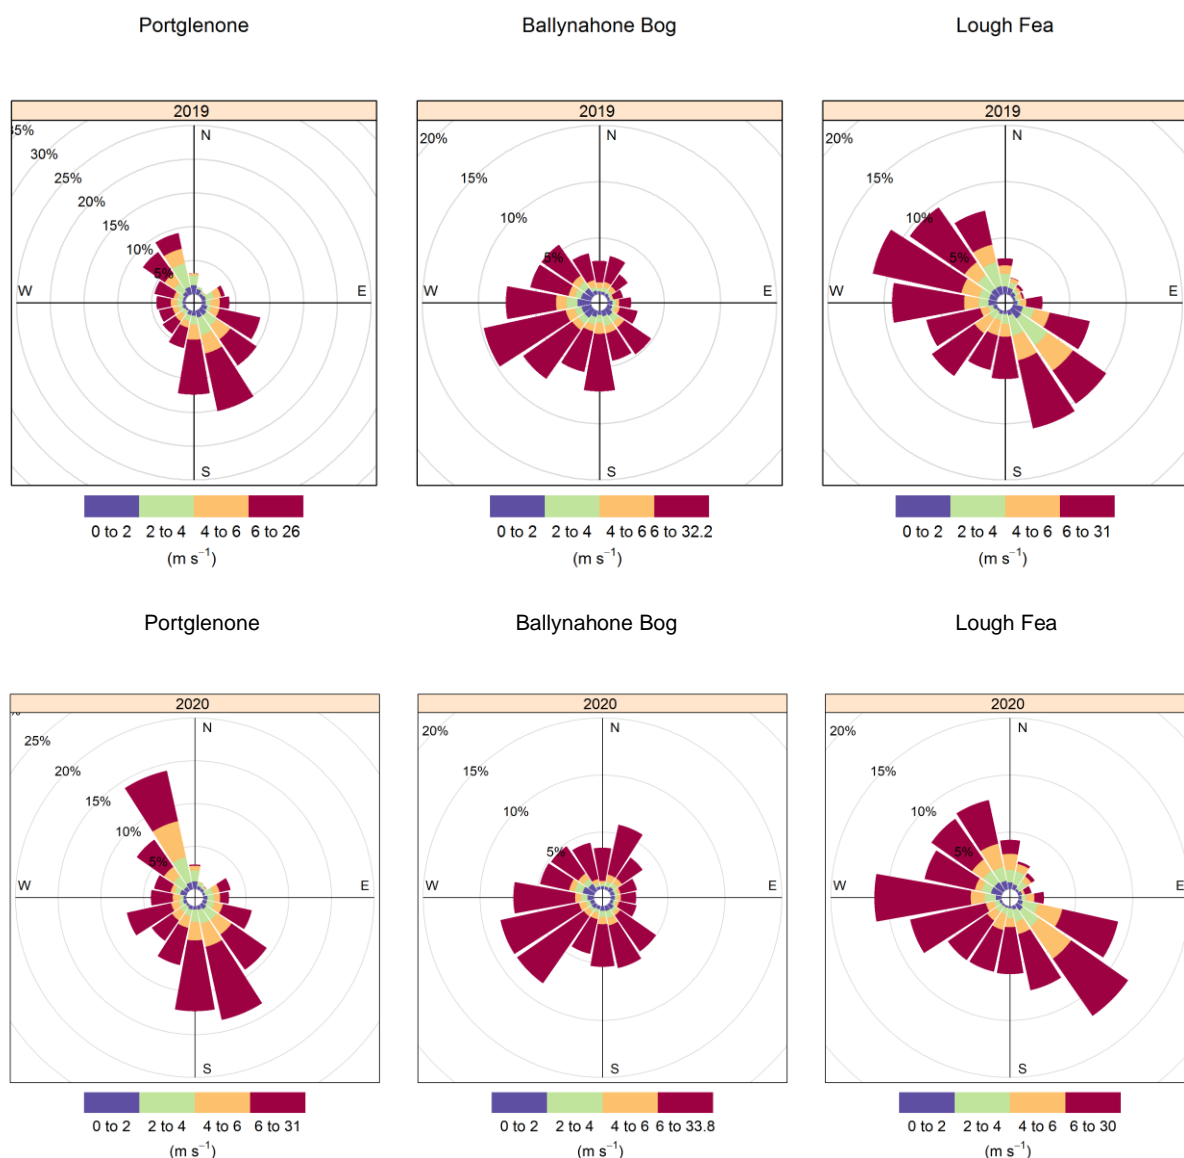 Portglenone Ballynahone Bog Lough Fea
2019 2019 2019
35% 30% 25% 20% 15% 10% 5% N W E S
20% 15% 10% 5% N W E S
20% 15% 10% 5% N W E S
0 to 2 2 to 4 4 to 6 6 to 26
(m s⁻¹)
0 to 2 2 to 4 4 to 6 6 to 32.2
(m s⁻¹)
0 to 2 2 to 4 4 to 6 6 to 31
(m s⁻¹)
Portglenone Ballynahone Bog Lough Fea
2020 2020 2020
25% 20% 15% 10% 5% N W E S
20% 15% 10% 5% N W E S
20% 15% 10% 5% N W E S
0 to 2 2 to 4 4 to 6 6 to 31
(m s⁻¹)
0 to 2 2 to 4 4 to 6 6 to 33.8
(m s⁻¹)
0 to 2 2 to 4 4 to 6 6 to 30
(m s⁻¹)